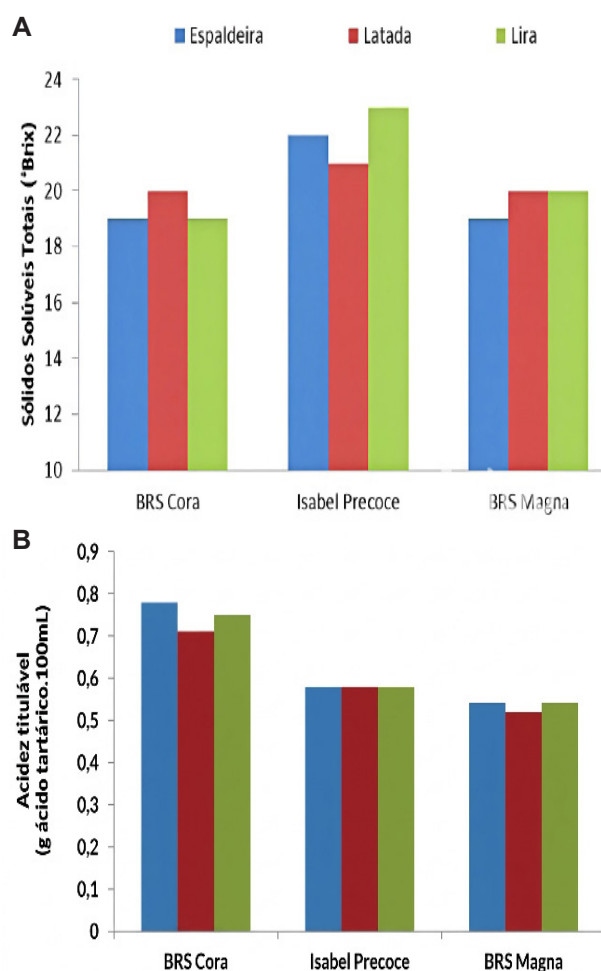 A
Espaldeira Latada Lira
Sólidos Solúveis Totais (°Brix)
24
22
20
18
16
14
12
10
BRS Cora Isabel Precoce BRS Magna
B
Acidez titulável
(g ácido tartárico.100mL)
0,9
0,8
0,7
0,6
0,5
0,4
0,3
0,2
0,1
0
BRS Cora Isabel Precoce BRS Magna